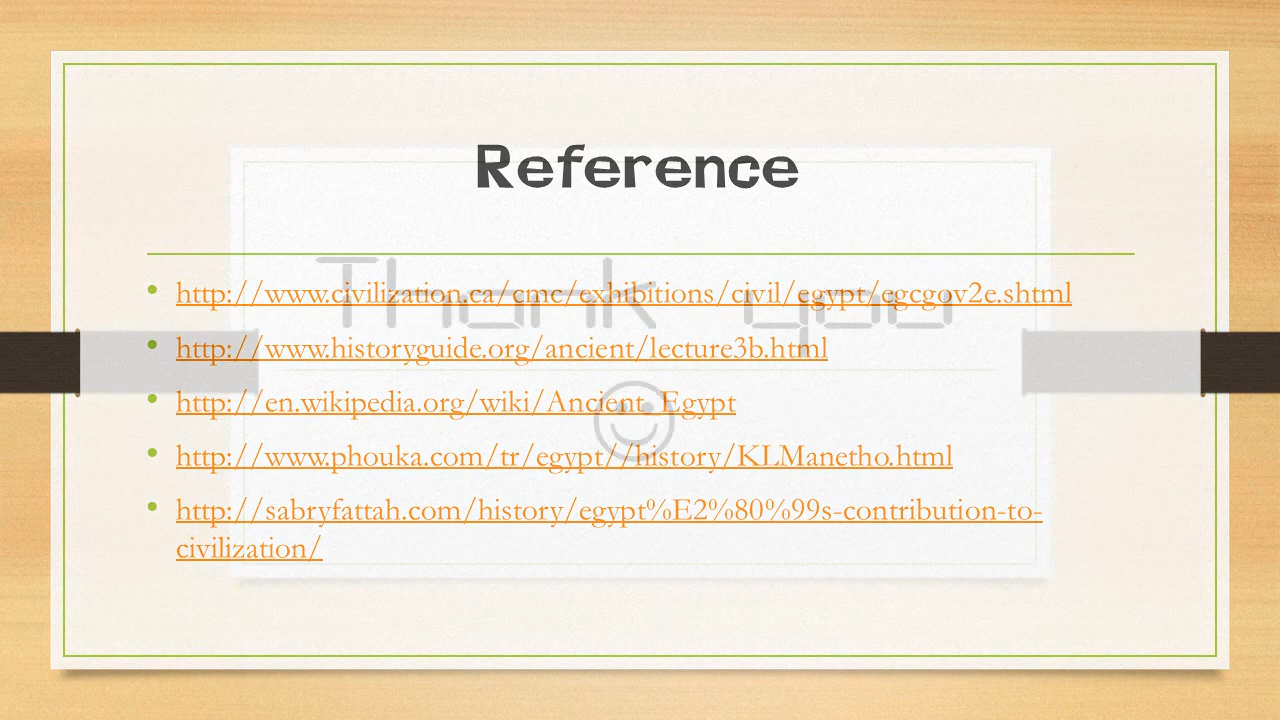 Reference
Thank you
• http://www.civilization.ca/cmc/exhibitions/civil/egypt/egcgov2e.shtml
• http://www.historyguide.org/ancient/lecture3b.html
• http://en.wikipedia.org/wiki/Ancient_Egypt
• http://www.phouka.com/tr/egypt//history/KLManetho.html
• http://sabryfattah.com/history/egypt%E2%80%99s-contribution-to-
civilization/